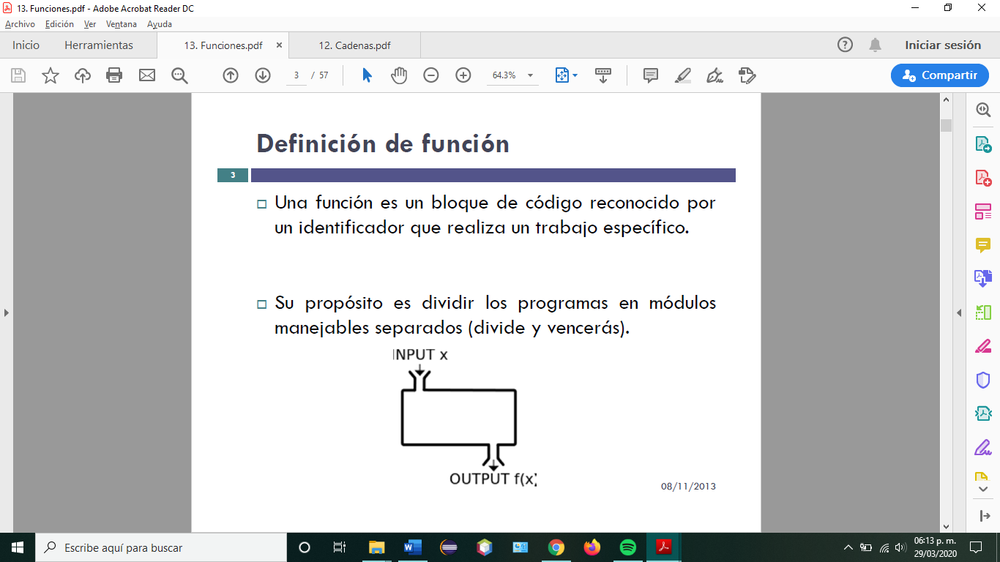 13. Funciones.pdf - Adobe Acrobat Reader DC
Archivo Edición Ver Ventana Ayuda
Inicio Herramientas 13. Funciones.pdf × 12. Cadenas.pdf Iniciar sesión
3 / 57 64.3% Compartir
Definición de función
3
Una función es un bloque de código reconocido por
un identificador que realiza un trabajo específico.
Su propósito es dividir los programas en módulos
manejables separados (divide y vencerás).
INPUT x
OUTPUT f(x)
08/11/2013
Escribe aquí para buscar
06:13 p. m.
29/03/2020